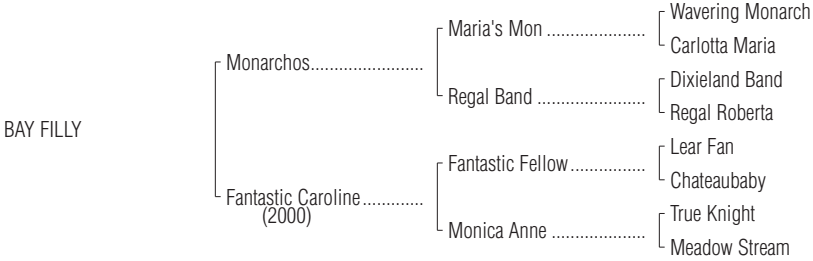 Wavering Monarch
Maria's Mon .....................
Carlotta Maria
Monarchos........................
Dixieland Band
Regal Band .......................
Regal Roberta
BAY FILLY
Lear Fan
Fantastic Fellow................
Chateaubaby
Fantastic Caroline.............
(2000)
True Knight
Monica Anne ....................
Meadow Stream